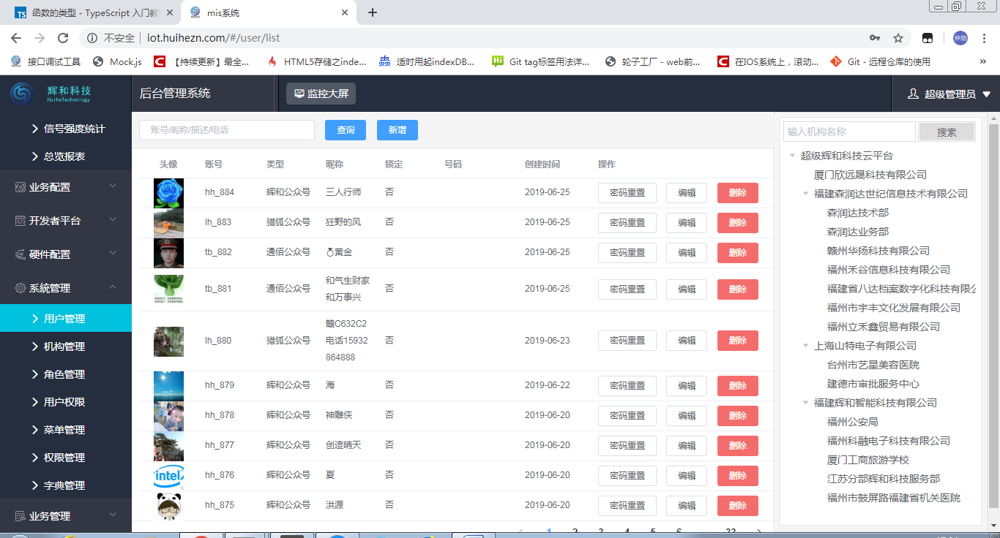 函数的类型 - TypeScript 入门教
mis系统
不安全 iot.huihezn.com/#/user/list
仲勋
接口调试工具 Mock.js 【持续更新】最全... HTML5存储之inde... 适时用起indexDB... Git tag标签用法详... 轮子工厂 - web前... 在IOS系统上，滚动... Git - 远程仓库的使用 »
辉和科技
HuiheTechnology
后台管理系统
监控大屏
超级管理员
信号强度统计
总览报表
业务配置
开发者平台
硬件配置
系统管理
用户管理
机构管理
角色管理
用户权限
菜单管理
权限管理
字典管理
业务管理
账号/昵称/描述/电话 查询 新增
头像 账号 类型 昵称 锁定 号码 创建时间 操作
hh_884 辉和公众号 三人行师 否 2019-06-25 密码重置 编辑 删除
lh_883 猎狐公众号 狂野的风 否 2019-06-25 密码重置 编辑 删除
tb_882 通佰公众号 💍黄金 否 2019-06-25 密码重置 编辑 删除
tb_881 通佰公众号 和气生财家和万事兴 否 2019-06-25 密码重置 编辑 删除
lh_880 猎狐公众号 赣C632C2电话15932864888 否 2019-06-23 密码重置 编辑 删除
hh_879 辉和公众号 海 否 2019-06-22 密码重置 编辑 删除
hh_878 辉和公众号 神雕侠 否 2019-06-20 密码重置 编辑 删除
hh_877 辉和公众号 创造晴天 否 2019-06-20 密码重置 编辑 删除
intel
hh_876 辉和公众号 夏 否 2019-06-20 密码重置 编辑 删除
hh_875 辉和公众号 洪源 否 2019-06-20 密码重置 编辑 删除
1 2 3 4 5 6 ... 22
输入机构名称 搜索
超级辉和科技云平台
厦门欣远晟科技有限公司
福建森润达世纪信息技术有限公司
森润达技术部
森润达业务部
赣州华扬科技有限公司
福州禾谷信息科技有限公司
福建省八达档案数字化科技有限公
福州市宇丰文化发展有限公司
福州立禾鑫贸易有限公司
上海山特电子有限公司
台州市艺星美容医院
建德市审批服务中心
福建辉和智能科技有限公司
福州公安局
福州科融电子科技有限公司
厦门工商旅游学校
江苏分部辉和科技服务部
福州市鼓屏路福建省机关医院